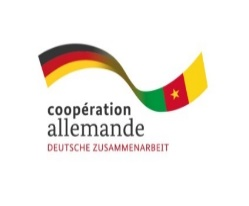 coopération
allemande
DEUTSCHE ZUSAMMENARBEIT